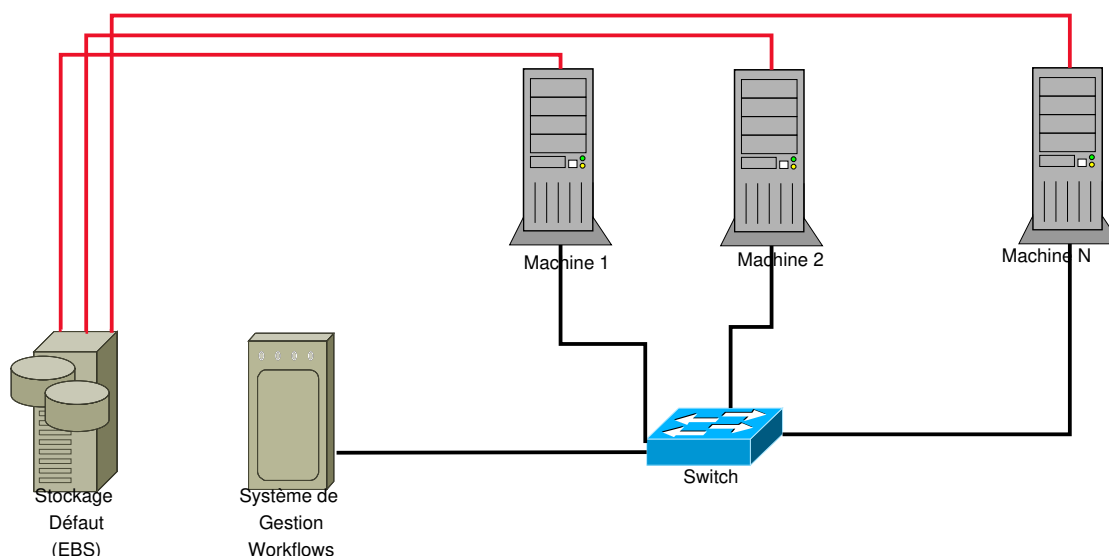 Machine 1
Machine 2
Machine N
Switch
Stockage
Défaut
(EBS)
Système de
Gestion
Workflows